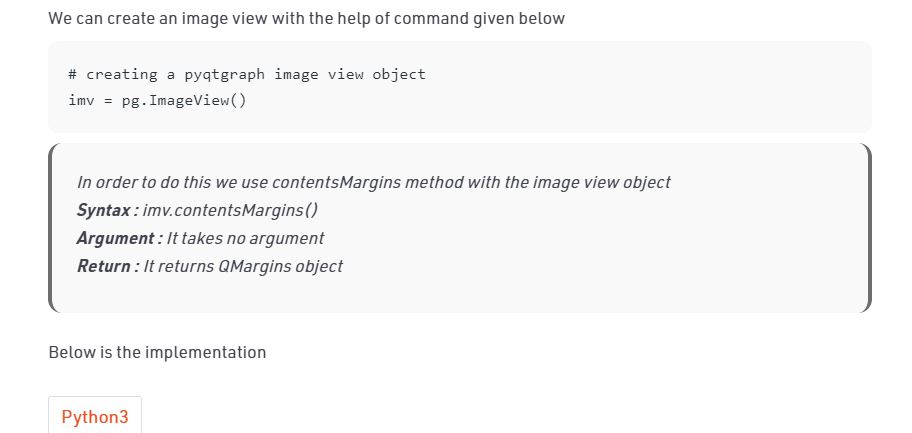 We can create an image view with the help of command given below
# creating a pyqtgraph image view object
imv = pg.ImageView()
In order to do this we use contentsMargins method with the image view object
Syntax : imv.contentsMargins()
Argument : It takes no argument
Return : It returns QMargins object
Below is the implementation
Python3